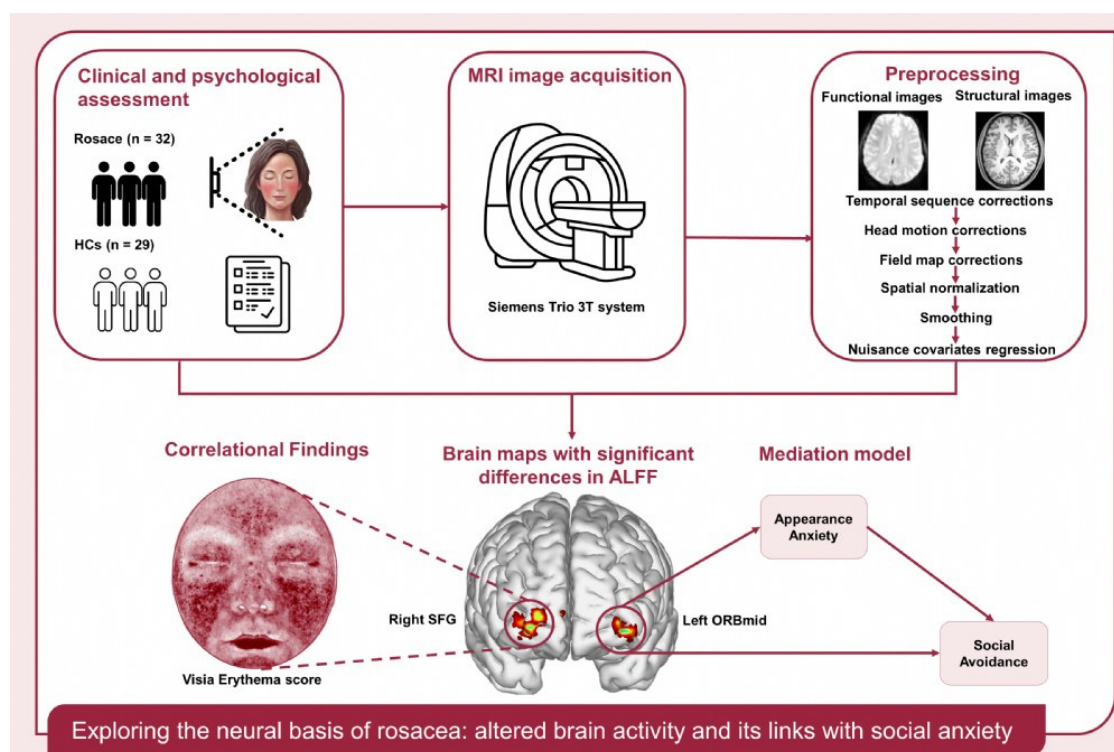 Clinical and psychological
assessment
Rosace (n = 32)
HCs (n = 29)
MRI image acquisition
Siemens Trio 3T system
Preprocessing
Functional images
Structural images
Temporal sequence corrections
Head motion corrections
Field map corrections
Spatial normalization
Smoothing
Nuisance covariates regression
Correlational Findings
Visia Erythema score
Brain maps with significant
differences in ALFF
Right SFG
Left ORBmid
Mediation model
Appearance
Anxiety
Social
Avoidance
Exploring the neural basis of rosacea: altered brain activity and its links with social anxiety